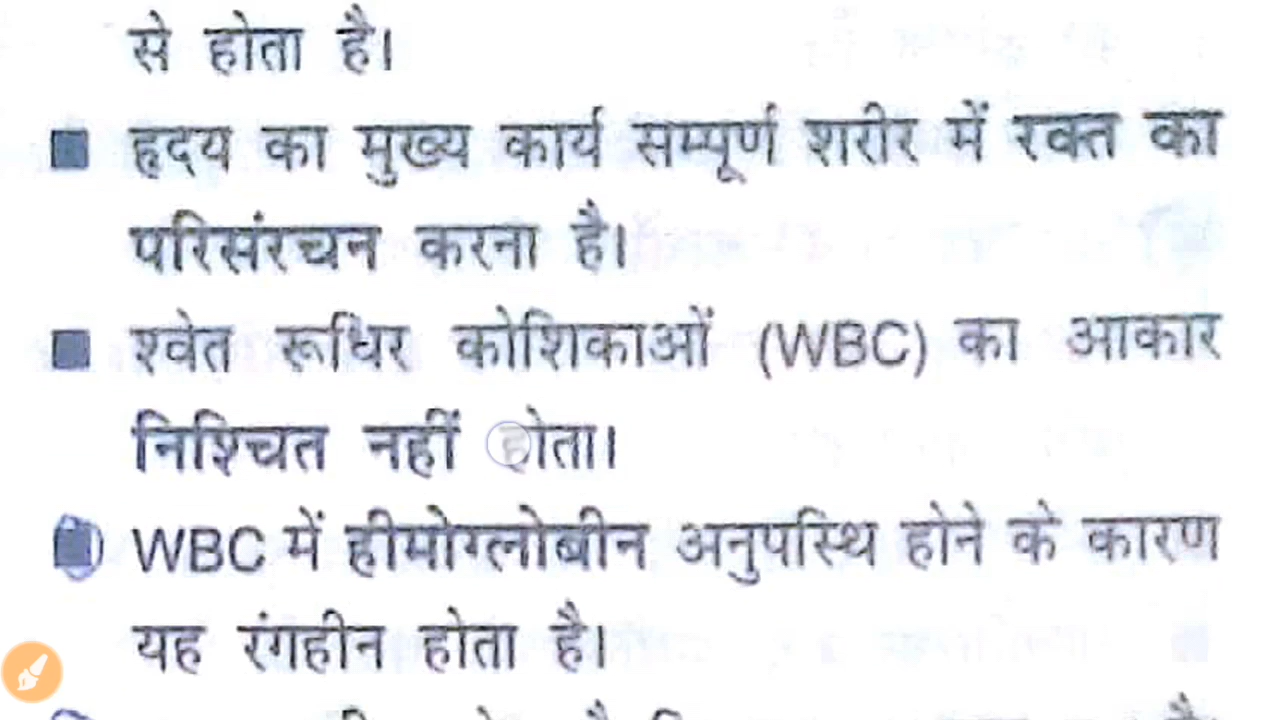 से होता है।
हृदय का मुख्य कार्य सम्पूर्ण शरीर में रक्त का
परिसंरचन करना है।
श्वेत रूधिर कोशिकाओं (WBC) का आकार
निश्चित नहीं होता।
WBC में हीमोग्लोबीन अनुपस्थि होने के कारण
यह रंगहीन होता है।